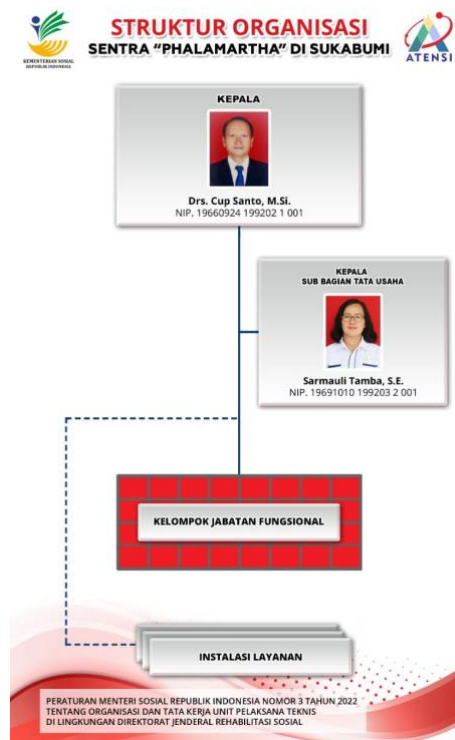 STRUKTUR ORGANISASI
SENTRA "PHALAMARTHA" DI SUKABUMI
KEMENTERIAN SOSIAL
REPUBLIK INDONESIA
ATENSI
KEPALA
Drs. Cup Santo, M.Si.
NIP. 19660924 199202 1 001
KEPALA
SUB BAGIAN TATA USAHA
Sarmauli Tamba, S.E.
NIP. 19691010 199203 2 001
KELOMPOK JABATAN FUNGSIONAL
INSTALASI LAYANAN
PERATURAN MENTERI SOSIAL REPUBLIK INDONESIA NOMOR 3 TAHUN 2022
TENTANG ORGANISASI DAN TATA KERJA UNIT PELAKSANA TEKNIS
DI LINGKUNGAN DIREKTORAT JENDERAL REHABILITASI SOSIAL